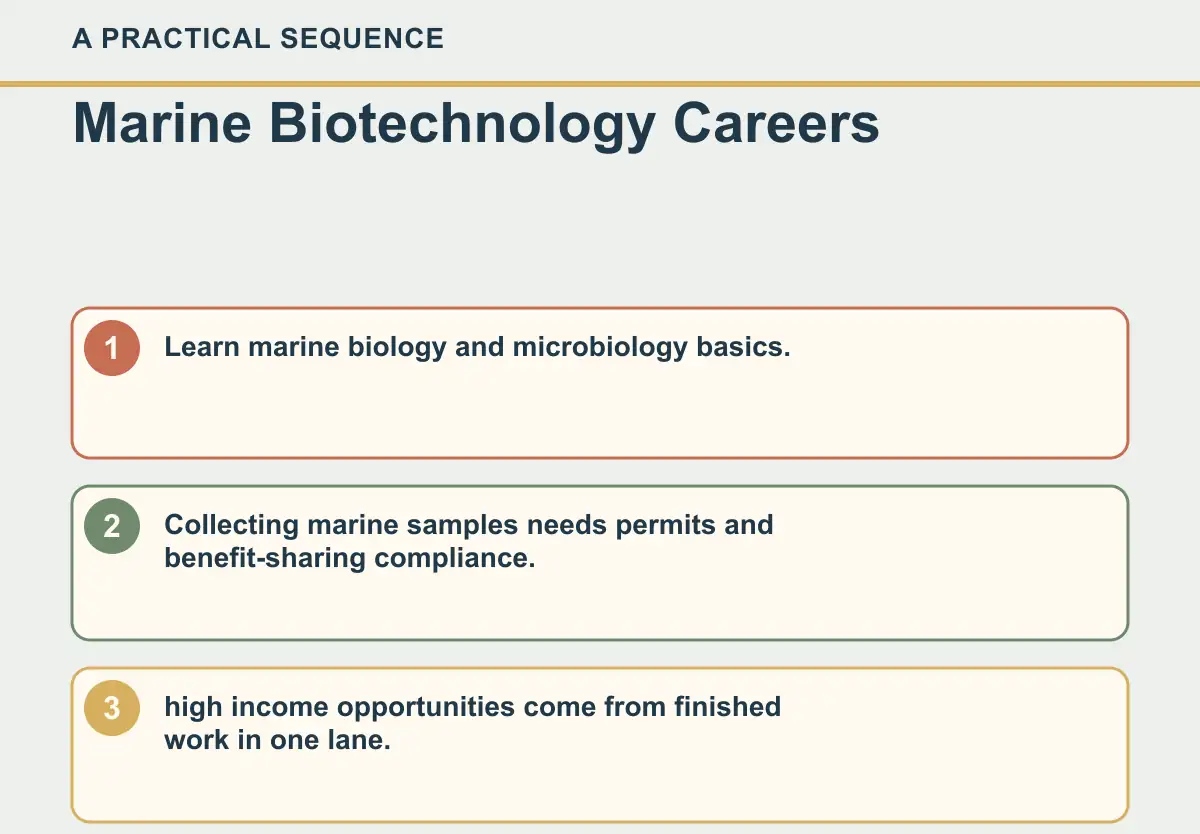 A PRACTICAL SEQUENCE
Marine Biotechnology Careers
1
Learn marine biology and microbiology basics.
2
Collecting marine samples needs permits and
benefit-sharing compliance.
3
high income opportunities come from finished
work in one lane.